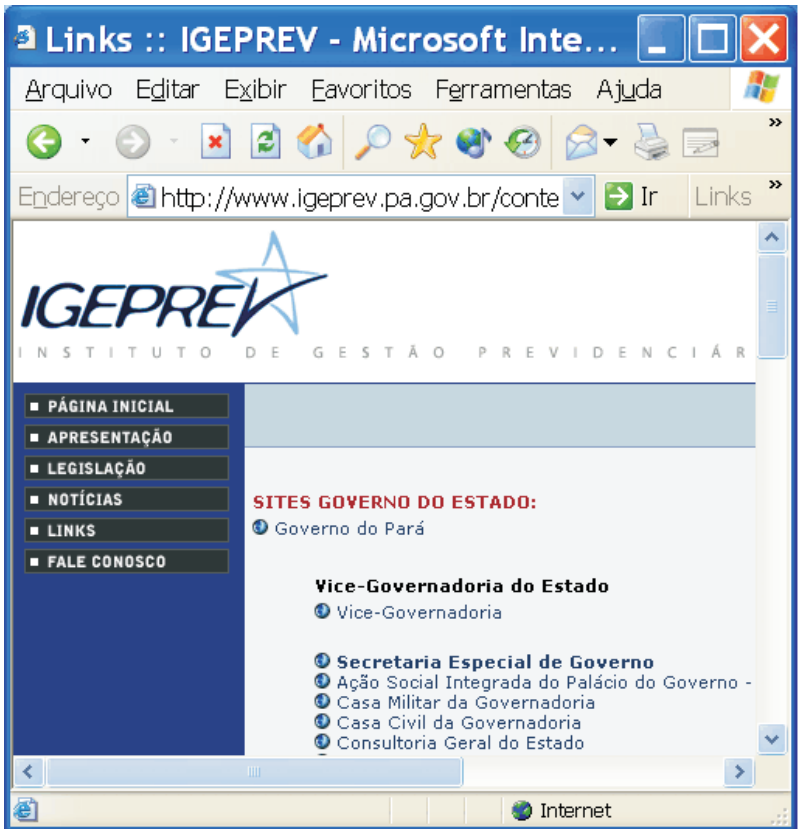 Links :: IGEPREV - Microsoft Inte...
Arquivo Editar Exibir Favoritos Ferramentas Ajuda
»
Endereço http://www.igeprev.pa.gov.br/conte Ir Links »
IGEPREV
INSTITUTO DE GESTÃO PREVIDENCIÁR
PÁGINA INICIAL
APRESENTAÇÃO
LEGISLAÇÃO
NOTÍCIAS
LINKS
FALE CONOSCO
SITES GOVERNO DO ESTADO:
Governo do Pará
Vice-Governadoria do Estado
Vice-Governadoria
Secretaria Especial de Governo
Ação Social Integrada do Palácio do Governo -
Casa Militar da Governadoria
Casa Civil da Governadoria
Consultoria Geral do Estado
Internet